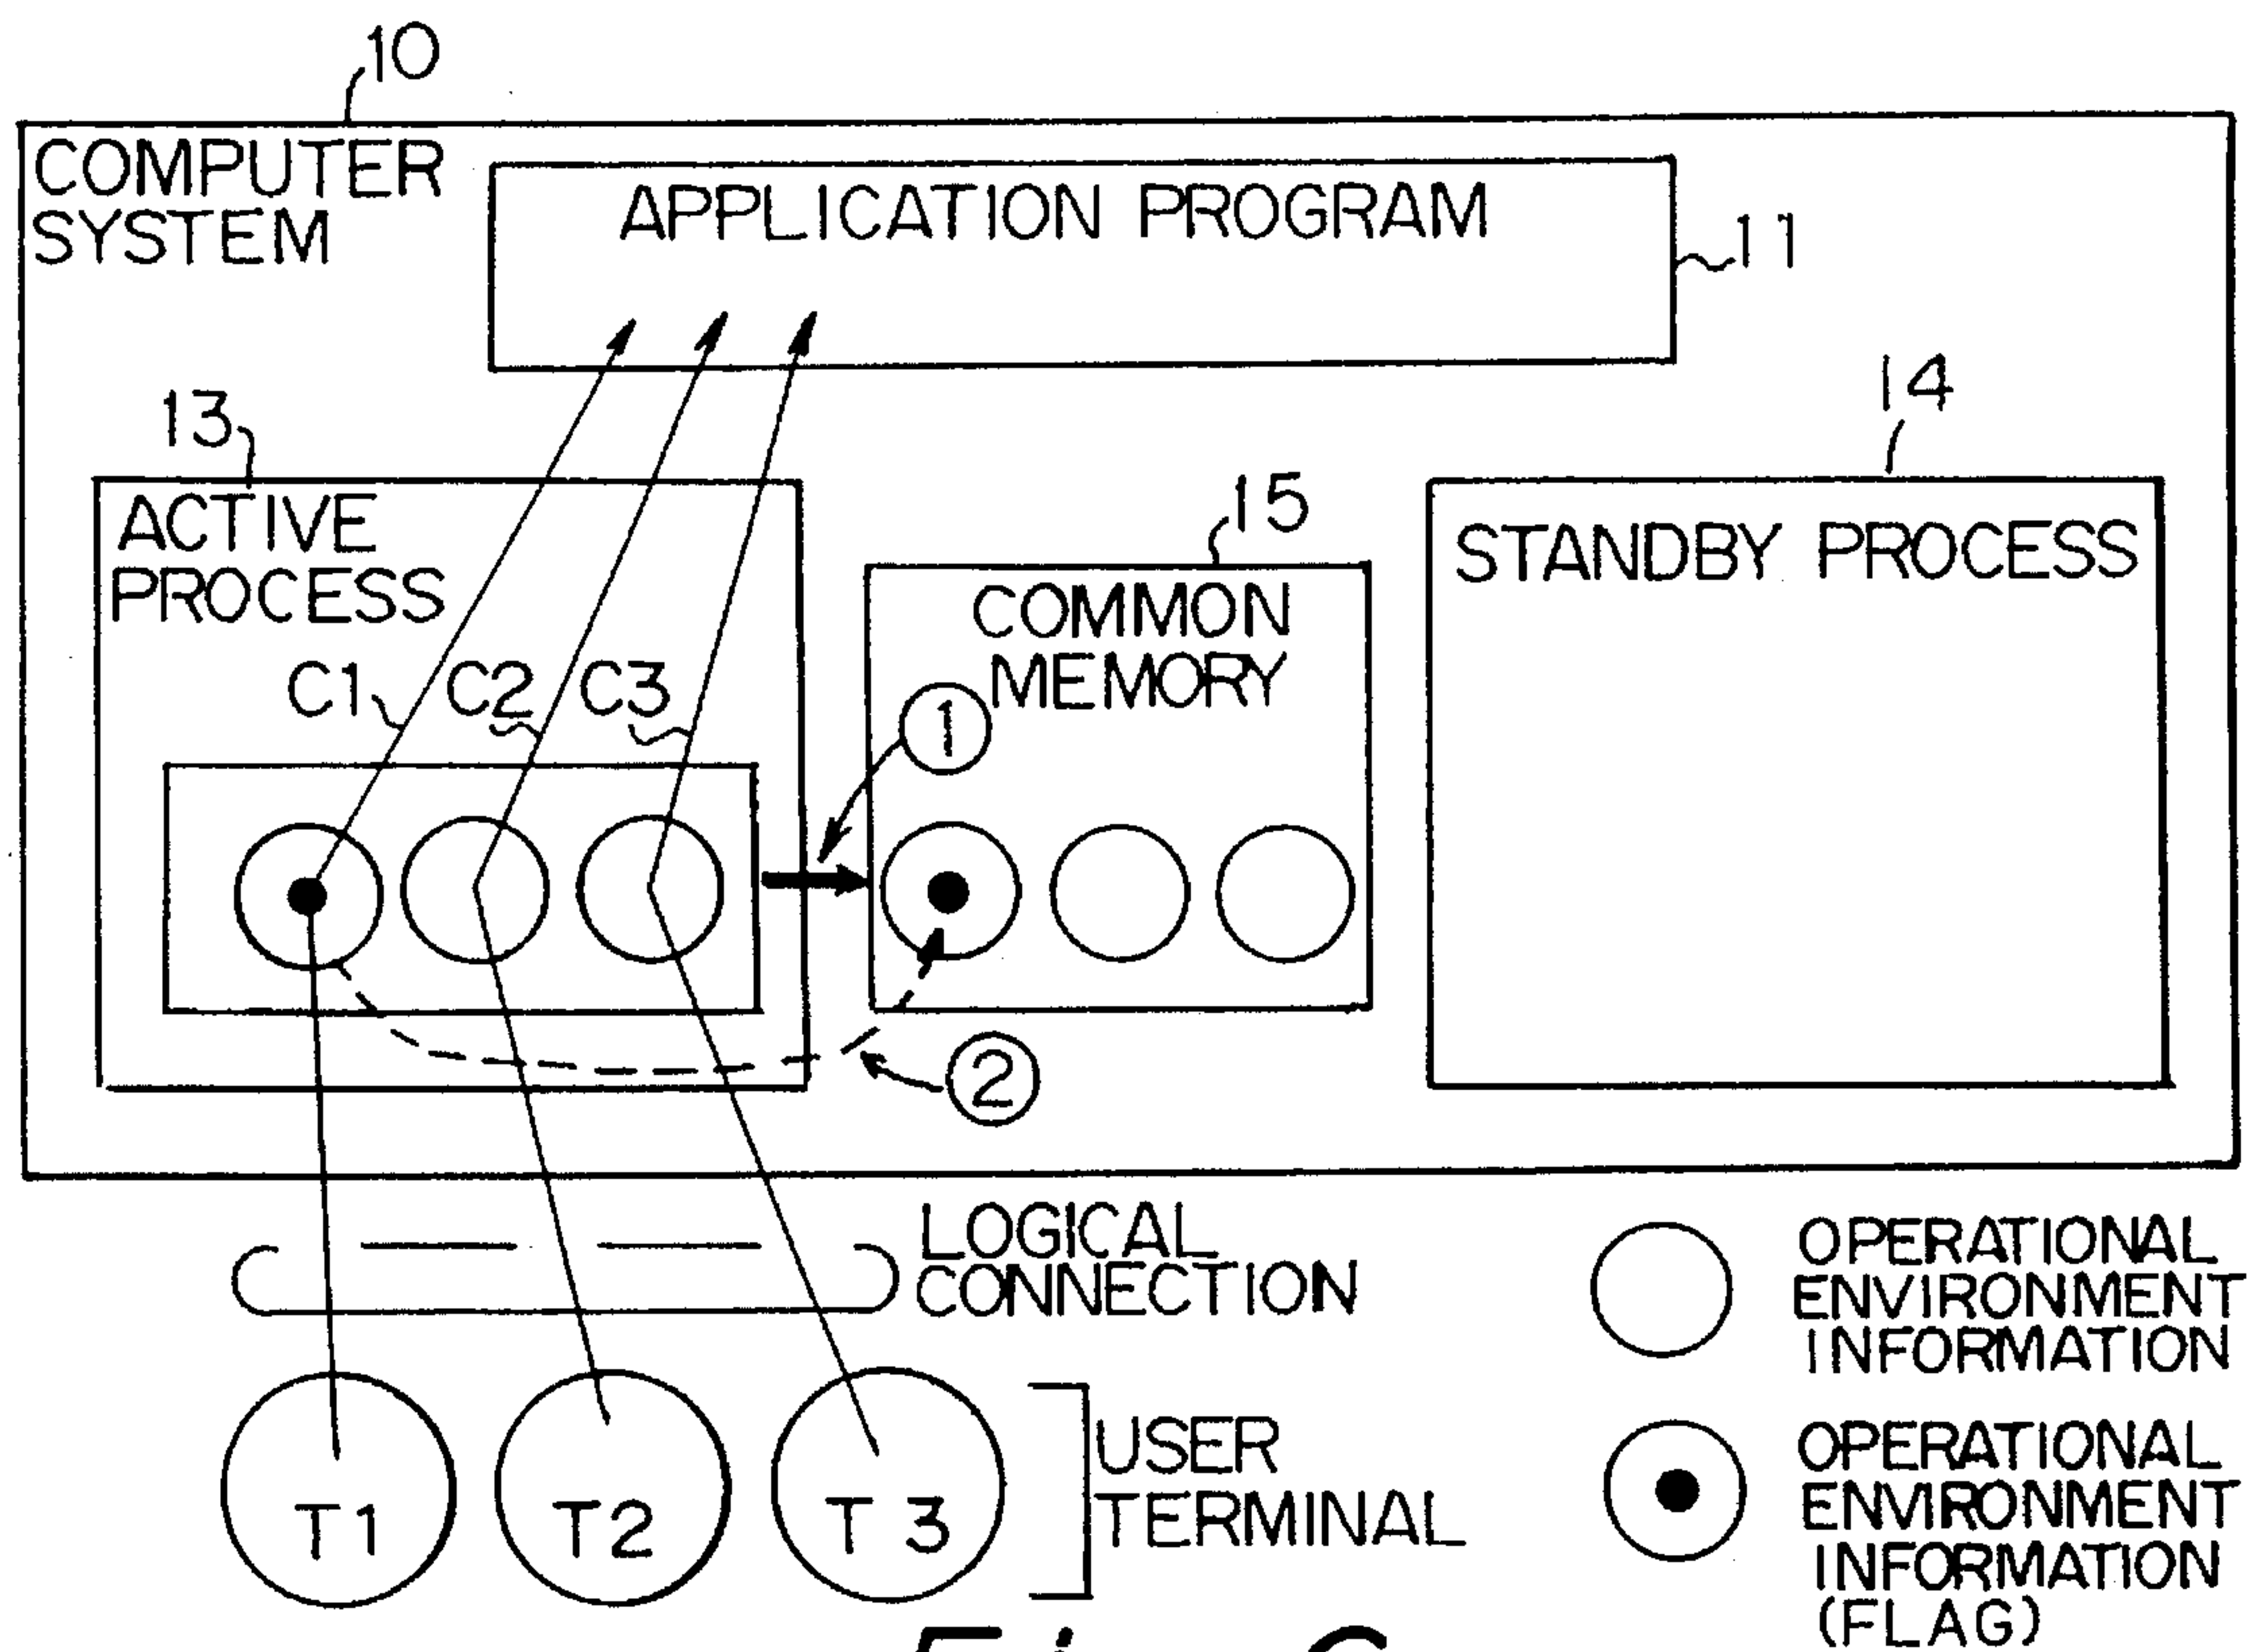 10
COMPUTER
SYSTEM
APPLICATION PROGRAM
11
13
14
ACTIVE
PROCESS
15
COMMON
MEMORY
STANDBY PROCESS
C1
C2
C3
1
2
LOGICAL
CONNECTION
T1
T2
T3
USER
TERMINAL
OPERATIONAL
ENVIRONMENT
INFORMATION
OPERATIONAL
ENVIRONMENT
INFORMATION
(FLAG)